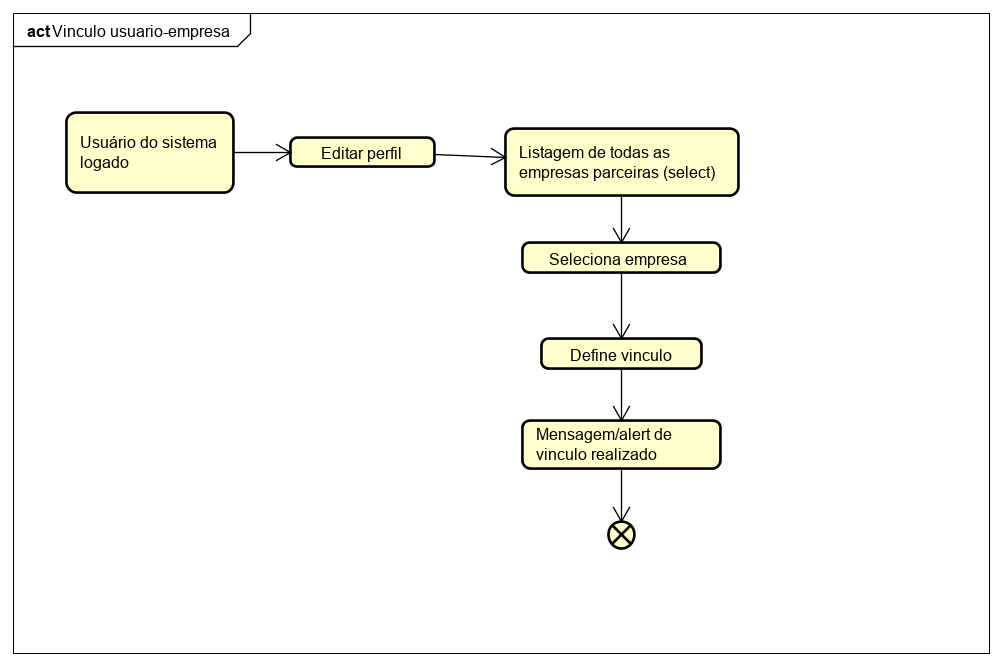 act Vinculo usuario-empresa
Usuário do sistema
logado
Editar perfil
Listagem de todas as
empresas parceiras (select)
Seleciona empresa
Define vinculo
Mensagem/alert de
vinculo realizado